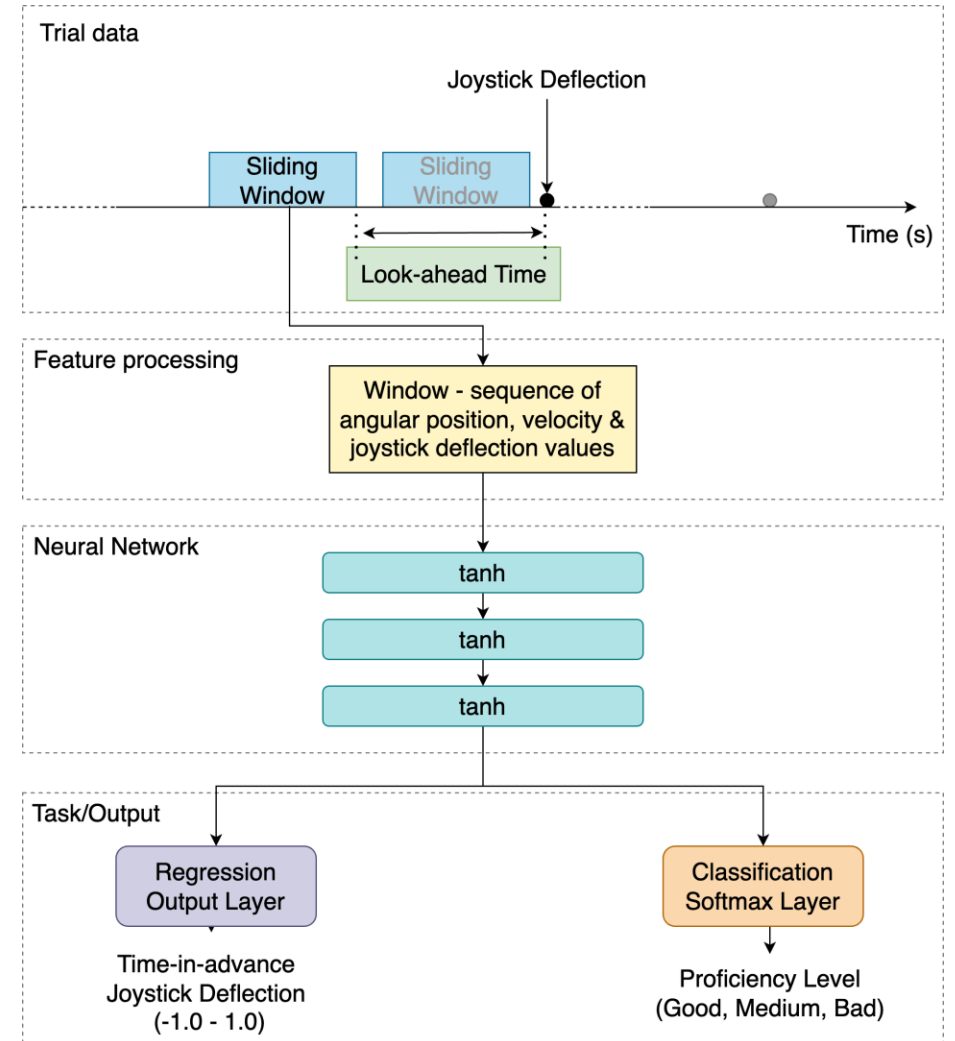 Trial data
Joystick Deflection
Sliding
Window
Sliding
Window
Time (s)
Look-ahead Time
Feature processing
Window - sequence of
angular position, velocity &
joystick deflection values
Neural Network
tanh
tanh
tanh
Task/Output
Regression
Output Layer
Classification
Softmax Layer
Time-in-advance
Joystick Deflection
(-1.0 - 1.0)
Proficiency Level
(Good, Medium, Bad)